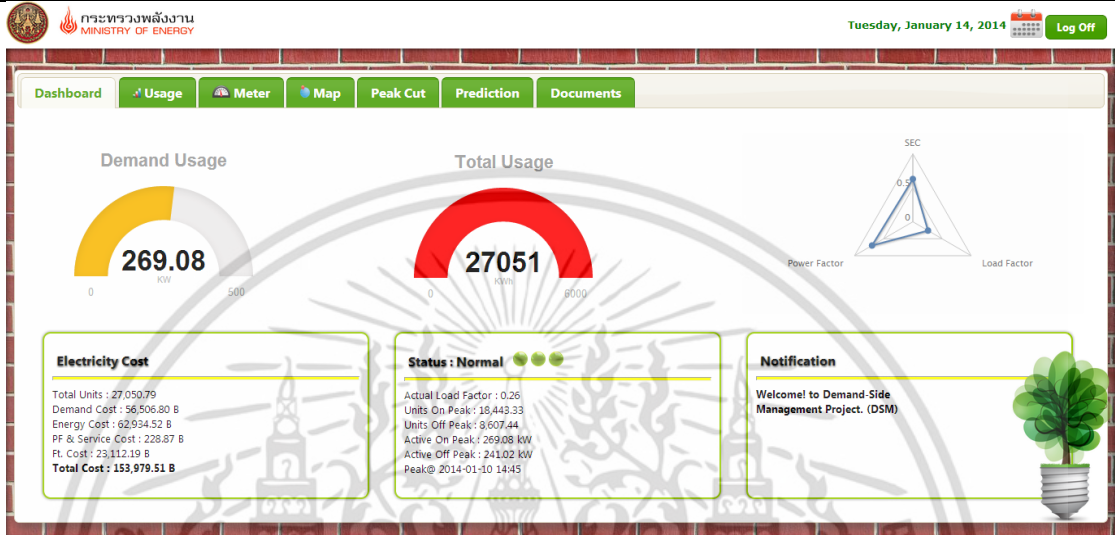 กระทรวงพลังงาน
MINISTRY OF ENERGY
Tuesday, January 14, 2014
Log Off
Dashboard
Usage
Meter
Map
Peak Cut
Prediction
Documents
Demand Usage
269.08
KW
0
500
Total Usage
27051
KWh
0
6000
SEC
0.5
0
Power Factor
Load Factor
Electricity Cost
Total Units : 27,050.79
Demand Cost : 56,506.80 B
Energy Cost : 62,934.52 B
PF & Service Cost : 228.87 B
Ft. Cost : 23,112.19 B
Total Cost : 153,979.51 B
Status : Normal
Actual Load Factor : 0.26
Units On Peak : 18,443.33
Units Off Peak : 8,607.44
Active On Peak : 269.08 kW
Active Off Peak : 241.02 kW
Peak@ 2014-01-10 14:45
Notification
Welcome! to Demand-Side
Management Project. (DSM)